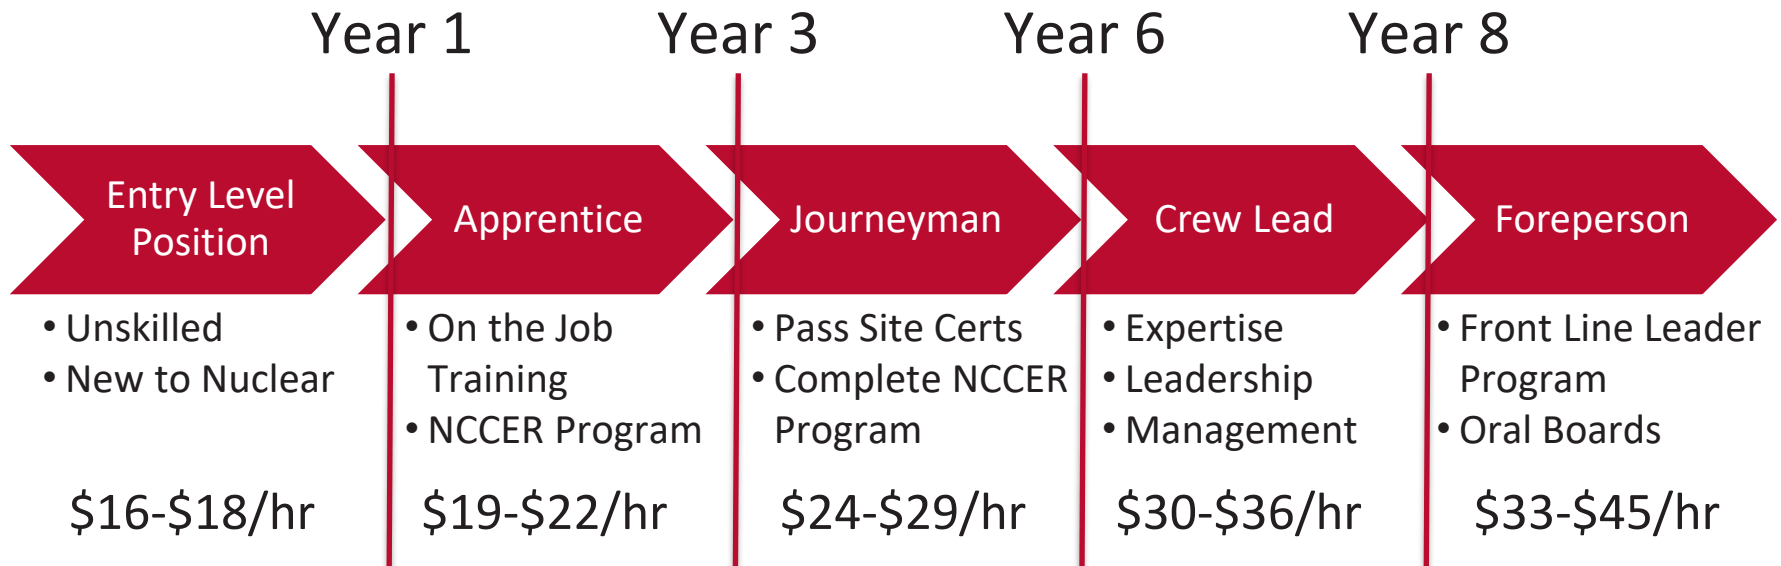 Year 1
Year 3
Year 6
Year 8
Entry Level
Position
Apprentice
Journeyman
Crew Lead
Foreperson
• Unskilled
• New to Nuclear
• On the Job
Training
• NCCER Program
• Pass Site Certs
• Complete NCCER
Program
• Expertise
• Leadership
• Management
• Front Line Leader
Program
• Oral Boards
$16-$18/hr
$19-$22/hr
$24-$29/hr
$30-$36/hr
$33-$45/hr